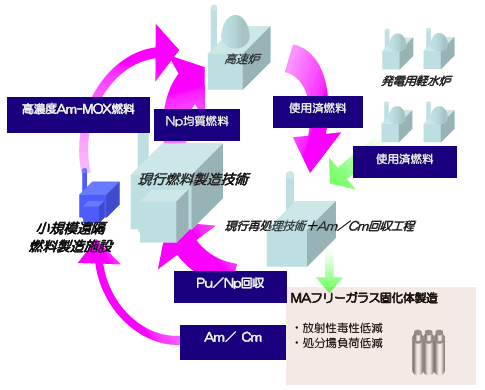 高速炉
発電用軽水炉
高濃度Am-MOX燃料
Np均質燃料
使用済燃料
使用済燃料
現行燃料製造技術
小規模遠隔
燃料製造施設
現行再処理技術＋Am／Cm回収工程
Pu／Np回収
Am／ Cm
MAフリーガラス固化体製造
・放射性毒性低減
・処分場負荷低減